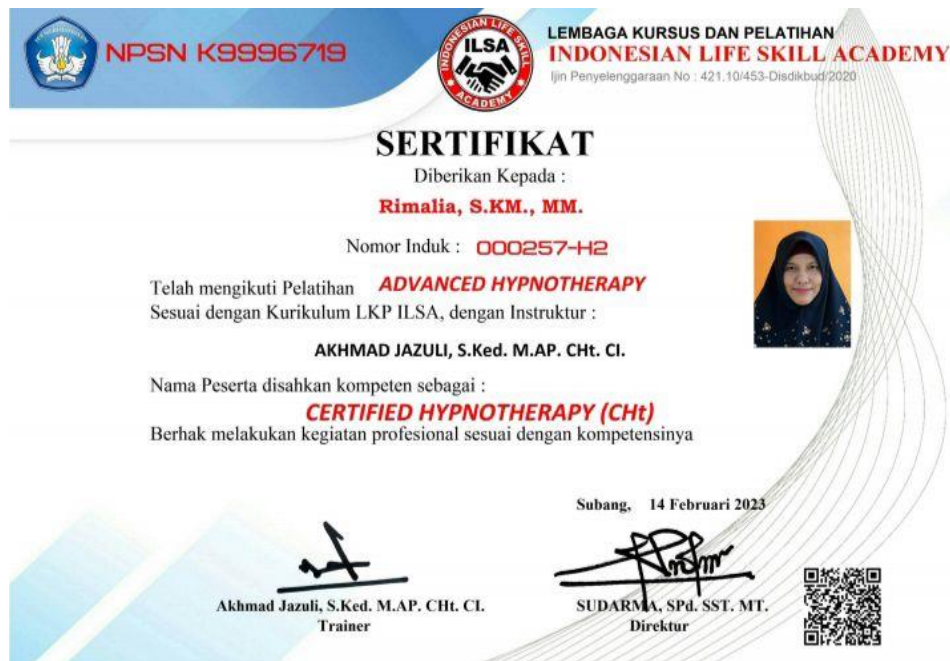 NPSN K9996719
INDONESIAN LIFE SKILL
ILSA
ACADEMY
LEMBAGA KURSUS DAN PELATIHAN
INDONESIAN LIFE SKILL ACADEMY
Ijin Penyelenggaraan No : 421.10/453-Disdikbud/2020
SERTIFIKAT
Diberikan Kepada :
Rimalia, S.KM., MM.
Nomor Induk : 000257-H2
Telah mengikuti Pelatihan ADVANCED HYPNOTHERAPY
Sesuai dengan Kurikulum LKP ILSA, dengan Instruktur :
AKHMAD JAZULI, S.Ked. M.AP. CHt. CI.
Nama Peserta disahkan kompeten sebagai :
CERTIFIED HYPNOTHERAPY (CHt)
Berhak melakukan kegiatan profesional sesuai dengan kompetensinya
Subang, 14 Februari 2023
Akhmad Jazuli, S.Ked. M.AP. CHt. CI.
Trainer
SUDARMA, SPd. SST. MT.
Direktur